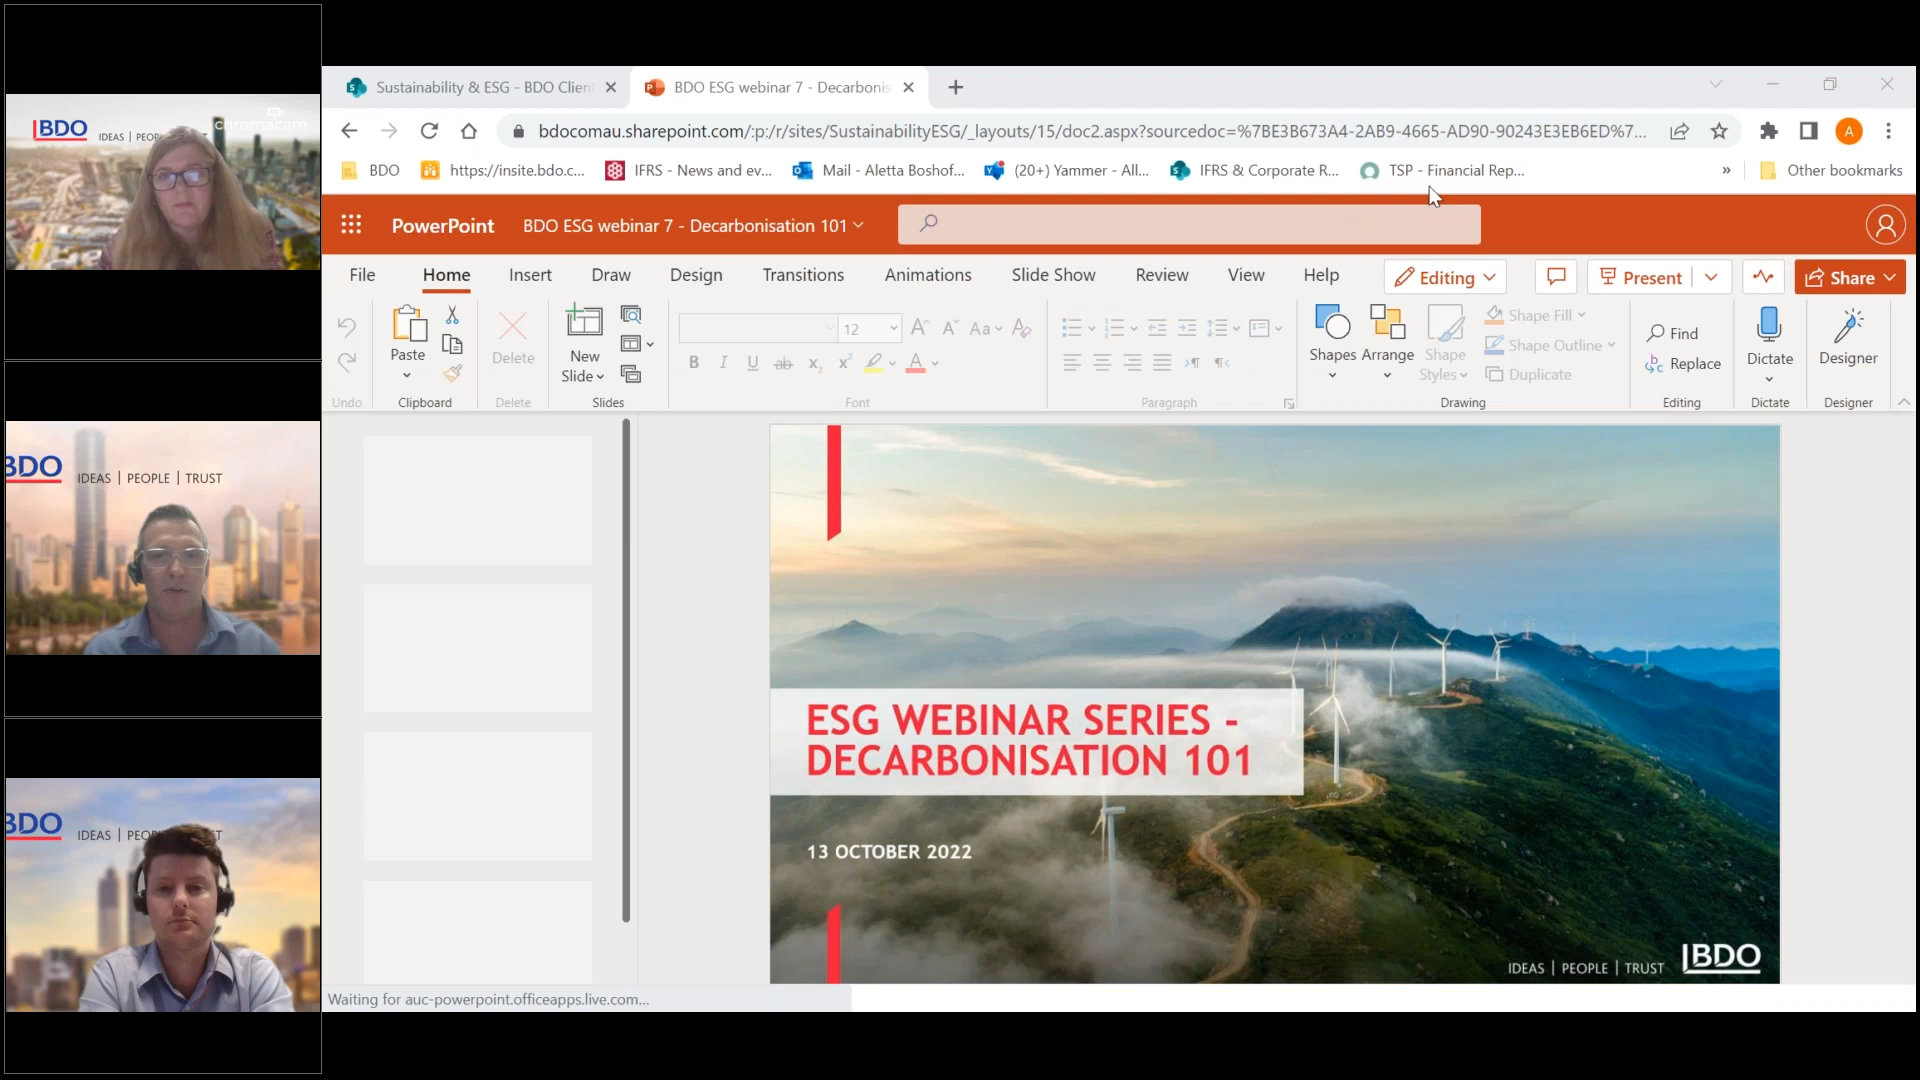 BDO
IDEAS | PEOP
chromacam
BDO
IDEAS | PEOPLE | TRUST
BDO
IDEAS | PEO
Sustainability & ESG - BDO Clien
BDO ESG webinar 7 - Decarbonis
bdocomau.sharepoint.com/:p:/r/sites/SustainabilityESG/_layouts/15/doc2.aspx?sourcedoc=%7BE3B673A4-2AB9-4665-AD90-90243E3EB6ED%7...
A
BDO
https://insite.bdo.c...
IFRS - News and ev...
Mail - Aletta Boshof...
(20+) Yammer - All...
IFRS & Corporate R...
TSP - Financial Rep...
»
Other bookmarks
PowerPoint
BDO ESG webinar 7 - Decarbonisation 101
File Home Insert Draw Design Transitions Animations Slide Show Review View Help
Editing
Present
Share
Paste
Delete
New
Slide
12
Shapes
Arrange
Shape
Styles
Shape Fill
Shape Outline
Duplicate
Find
Replace
Dictate
Designer
Undo Clipboard Delete Slides Font Paragraph Drawing Editing Dictate Designer
ESG WEBINAR SERIES -
DECARBONISATION 101
13 OCTOBER 2022
IDEAS | PEOPLE | TRUST
BDO
Waiting for auc-powerpoint.officeapps.live.com...